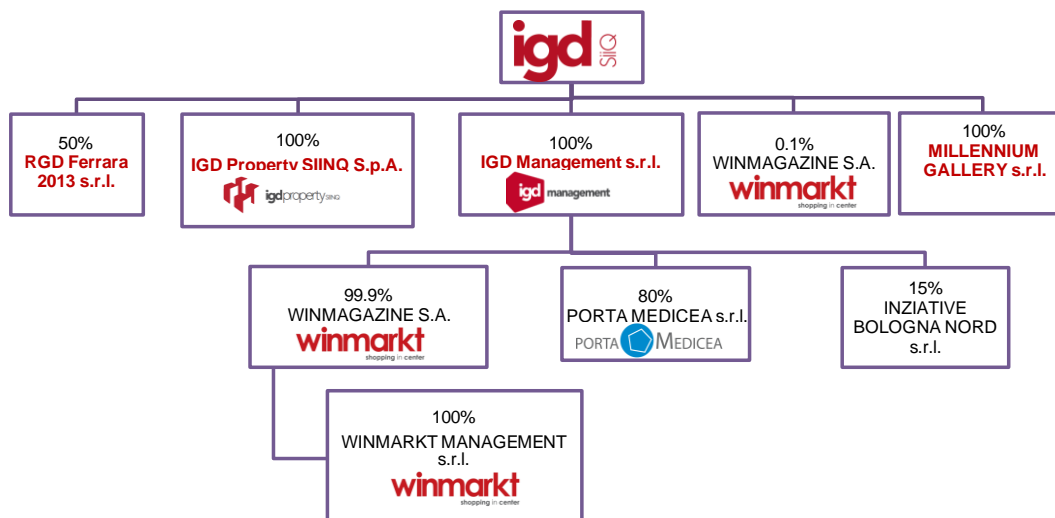 igd SIIQ
50%
RGD Ferrara
2013 s.r.l.
100%
IGD Property SIINQ S.p.A.
igdproperty SIINQ
100%
IGD Management s.r.l.
igd management
0.1%
WINMAGAZINE S.A.
winmarkt
shopping in center
100%
MILLENNIUM
GALLERY s.r.l.
99.9%
WINMAGAZINE S.A.
winmarkt
shopping in center
80%
PORTA MEDICEA s.r.l.
PORTA MEDICEA
15%
INZIATIVE
BOLOGNA NORD
s.r.l.
100%
WINMARKT MANAGEMENT
s.r.l.
winmarkt
shopping in center